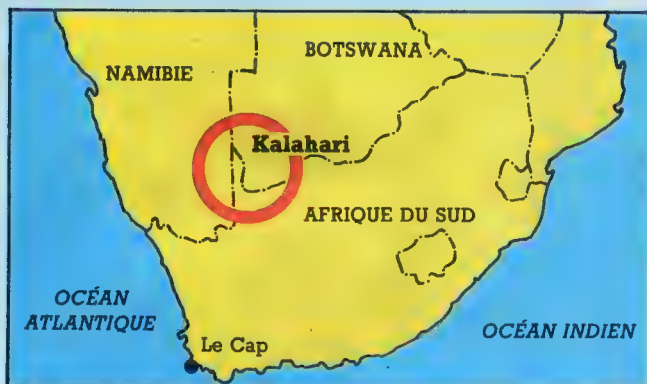 BOTSWANA
NAMIBIE
Kalahari
AFRIQUE DU SUD
OCÉAN
ATLANTIQUE
OCÉAN INDIEN
Le Cap